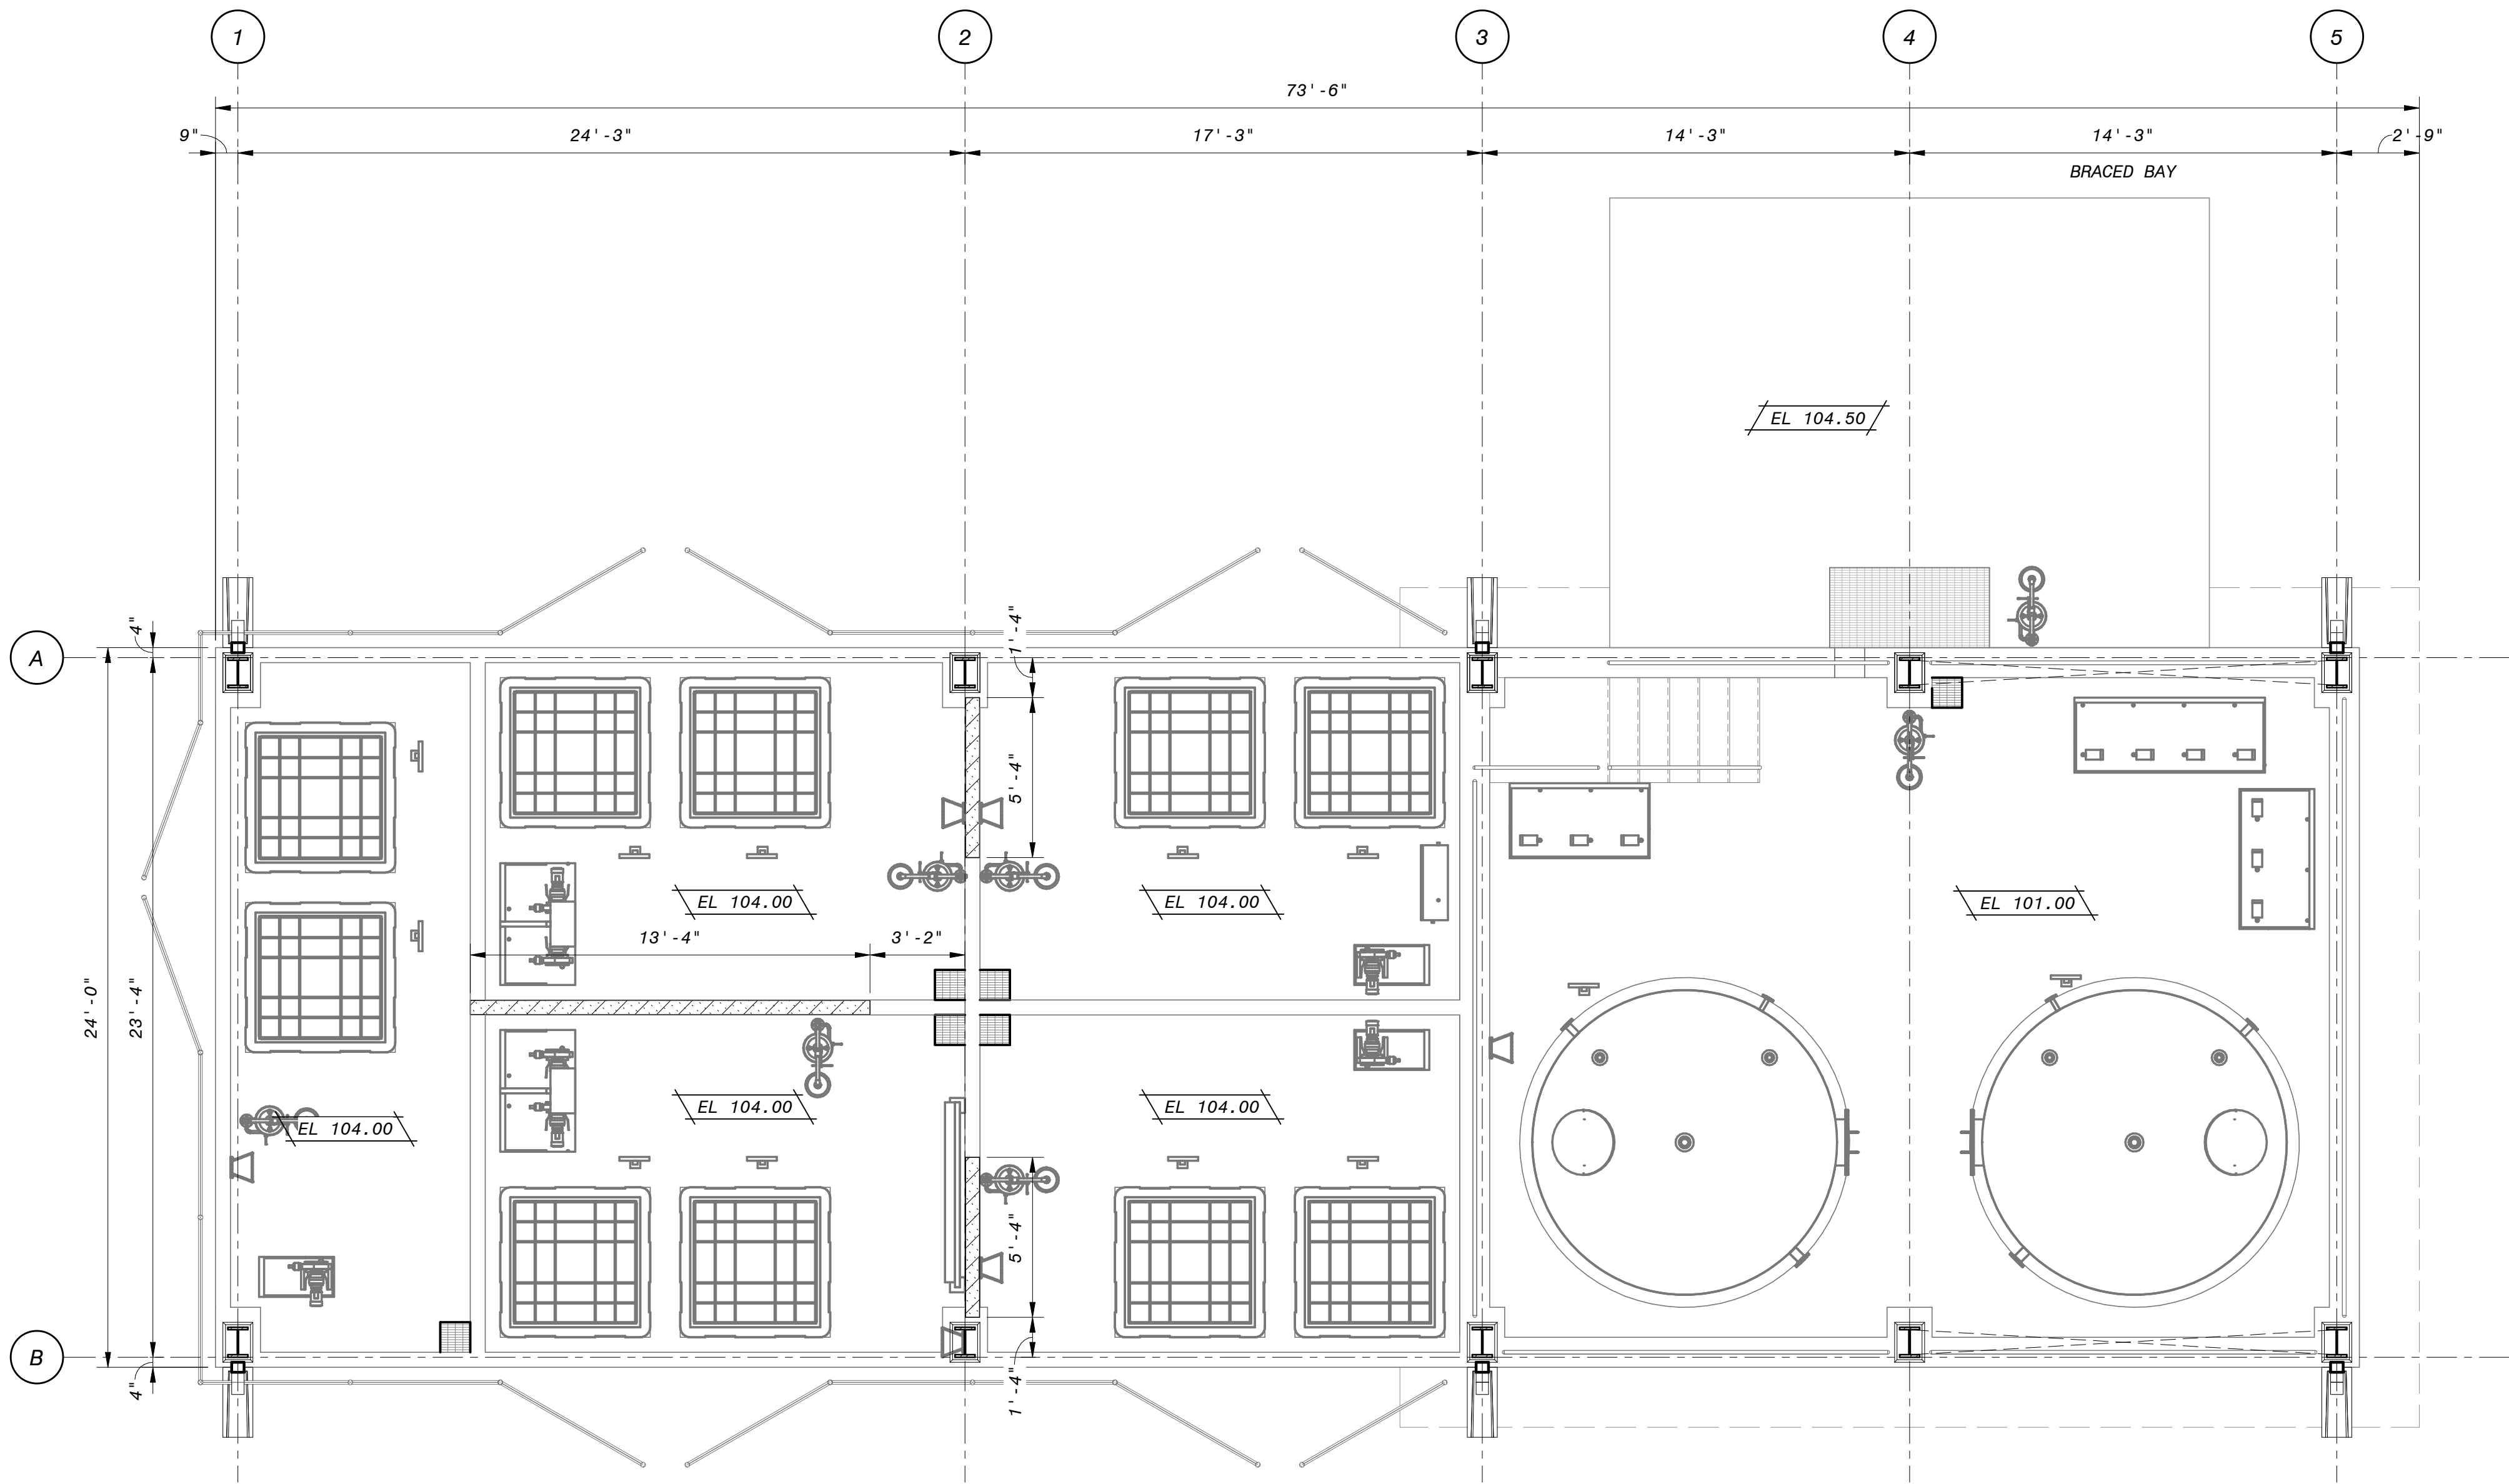 1 2 3 4 5
73'-6"
9" 24'-3" 17'-3" 14'-3" 14'-3" 2'-9"
BRACED BAY
EL 104.50
4" 1'-4"
A
5'-4"
EL 104.00 EL 104.00 EL 101.00
13'-4" 3'-2"
24'-0" 23'-4"
EL 104.00 EL 104.00 EL 104.00
5'-4"
B
4" 1'-4"